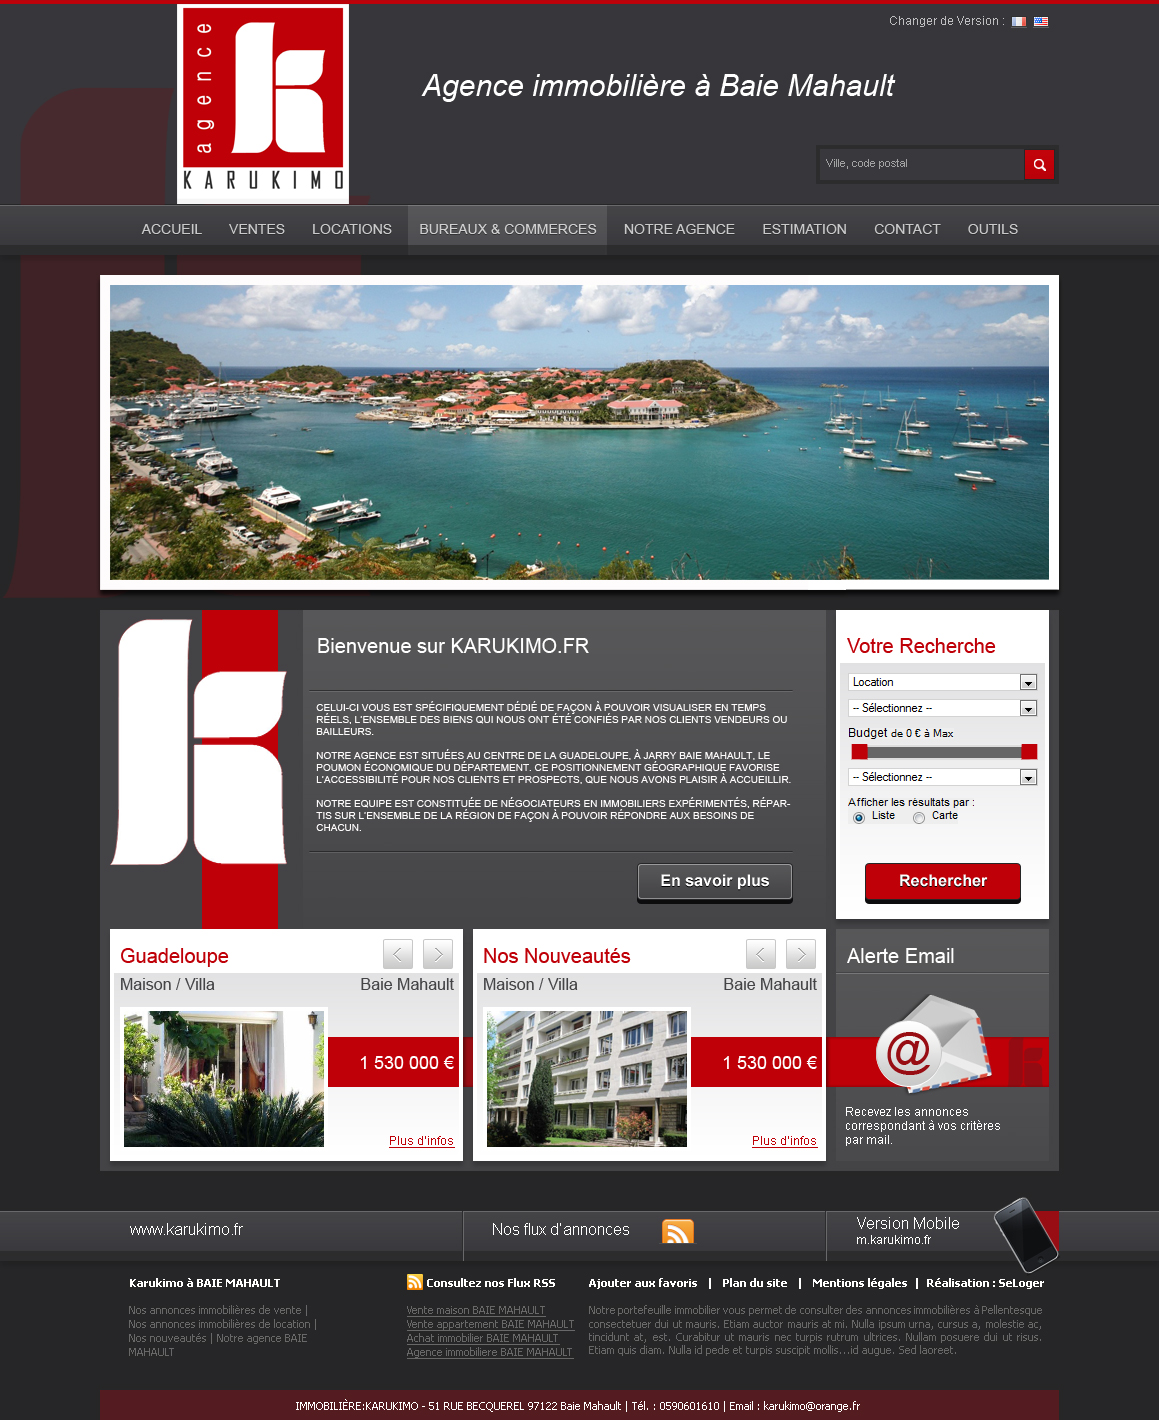 Changer de Version :
agence
KARUKIMO
Agence immobilière à Baie Mahault
Ville, code postal
ACCUEIL VENTES LOCATIONS BUREAUX & COMMERCES NOTRE AGENCE ESTIMATION CONTACT OUTILS
Bienvenue sur KARUKIMO.FR
CELUI-CI VOUS EST SPÉCIFIQUEMENT DÉDIÉ DE FAÇON À POUVOIR VISUALISER EN TEMPS
RÉELS, L'ENSEMBLE DES BIENS QUI NOUS ONT ÉTÉ CONFIÉS PAR NOS CLIENTS VENDEURS OU
BAILLEURS.
NOTRE AGENCE EST SITUÉES AU CENTRE DE LA GUADELOUPE, À JARRY BAIE MAHAULT, LE
POUMON ÉCONOMIQUE DU DÉPARTEMENT. CE POSITIONNEMENT GÉOGRAPHIQUE FAVORISE
L'ACCESSIBILITÉ POUR NOS CLIENTS ET PROSPECTS, QUE NOUS AVONS PLAISIR À ACCUEILLIR.
NOTRE EQUIPE EST CONSTITUÉE DE NÉGOCIATEURS EN IMMOBILIERS EXPÉRIMENTÉS, RÉPAR-
TIS SUR L'ENSEMBLE DE LA RÉGION DE FAÇON À POUVOIR RÉPONDRE AUX BESOINS DE
CHACUN.
En savoir plus
Votre Recherche
Location
-- Sélectionnez --
Budget de 0 € à Max
-- Sélectionnez --
Afficher les résultats par :
Liste Carte
Rechercher
Guadeloupe
Maison / Villa Baie Mahault
1 530 000 €
Plus d'infos
Nos Nouveautés
Maison / Villa Baie Mahault
1 530 000 €
Plus d'infos
Alerte Email
@
Recevez les annonces
correspondant à vos critères
par mail.
www.karukimo.fr
Nos flux d'annonces
Version Mobile
m.karukimo.fr
Karukimo à BAIE MAHAULT
Nos annonces immobilières de vente |
Nos annonces immobilières de location |
Nos nouveautés | Notre agence BAIE
MAHAULT
Consultez nos Flux RSS
Vente maison BAIE MAHAULT
Vente appartement BAIE MAHAULT
Achat immobilier BAIE MAHAULT
Agence immobiliere BAIE MAHAULT
Ajouter aux favoris | Plan du site | Mentions légales | Réalisation : SeLoger
Notre portefeuille immobilier vous permet de consulter des annonces immobilières à Pellentesque
consectetuer dui ut mauris. Etiam auctor mauris at mi. Nulla ipsum urna, cursus a, molestie ac,
tincidunt at, est. Curabitur ut mauris nec turpis rutrum ultrices. Nullam posuere dui ut risus.
Etiam quis diam. Nulla id pede et turpis suscipit mollis...id augue. Sed laoreet.
IMMOBILIÈRE:KARUKIMO - 51 RUE BECQUEREL 97122 Baie Mahault | Tél. : 0590601610 | Email : karukimo@orange.fr